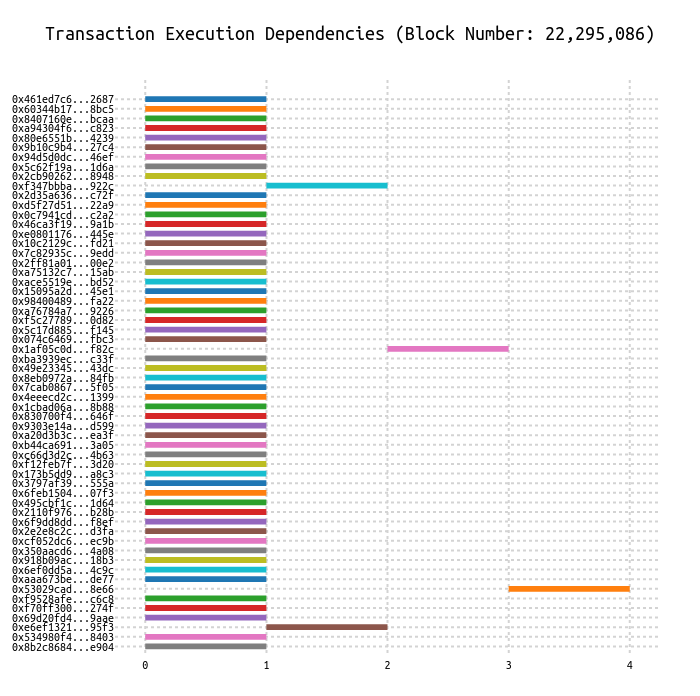 Transaction Execution Dependencies (Block Number: 22,295,086)
0x461ed7c6...2687
0x60344b17...8bc5
0x8407160e...bcaa
0xa94304f6...c823
0x80e6551b...4239
0x9b10c9b4...27c4
0x94d5d0dc...46ef
0x5c62f19a...1d6a
0x2cb90262...8948
0xf347bbba...922c
0x2d35a636...c72f
0xd5f27d51...22a9
0x0c7941cd...c2a2
0x46ca3f19...9a1b
0xe0801176...445e
0x10c2129c...fd21
0x7c82935c...9edd
0x2ff81a01...00e2
0xa75132c7...15ab
0xace5519e...bd52
0x15095a2d...45e1
0x98400489...fa22
0xa76784a7...9226
0xf5c27789...0d82
0x5c17d885...f145
0x074c6469...fbc3
0x1af05c0d...f82c
0xba3939ec...c33f
0x49e23345...43dc
0x8eb0972a...84fb
0x7cab0867...5f05
0x4eeecd2c...1399
0x1cbad06a...8b88
0x830700f4...646f
0x9303e14a...d599
0xa20d3b3c...ea3f
0xb44ca691...3a05
0xc66d3d2c...4b63
0xf12feb7f...3d20
0x173b5dd9...a8c3
0x3797af39...555a
0x6feb1504...07f3
0x495cbf1c...1d64
0x2110f976...b28b
0x6f9dd8dd...f8ef
0x2e2e8c2c...d3fa
0xcf052dc6...ec9b
0x350aacd6...4a08
0x918b09ac...18b3
0x6ef0dd5a...4c9c
0xaaa673be...de77
0x53029cad...8e66
0xf9528afe...c6c8
0xf70ff300...274f
0x69d20fd4...9aae
0xe6ef1321...95f3
0x534980f4...8403
0x8b2c8684...e904
0 1 2 3 4